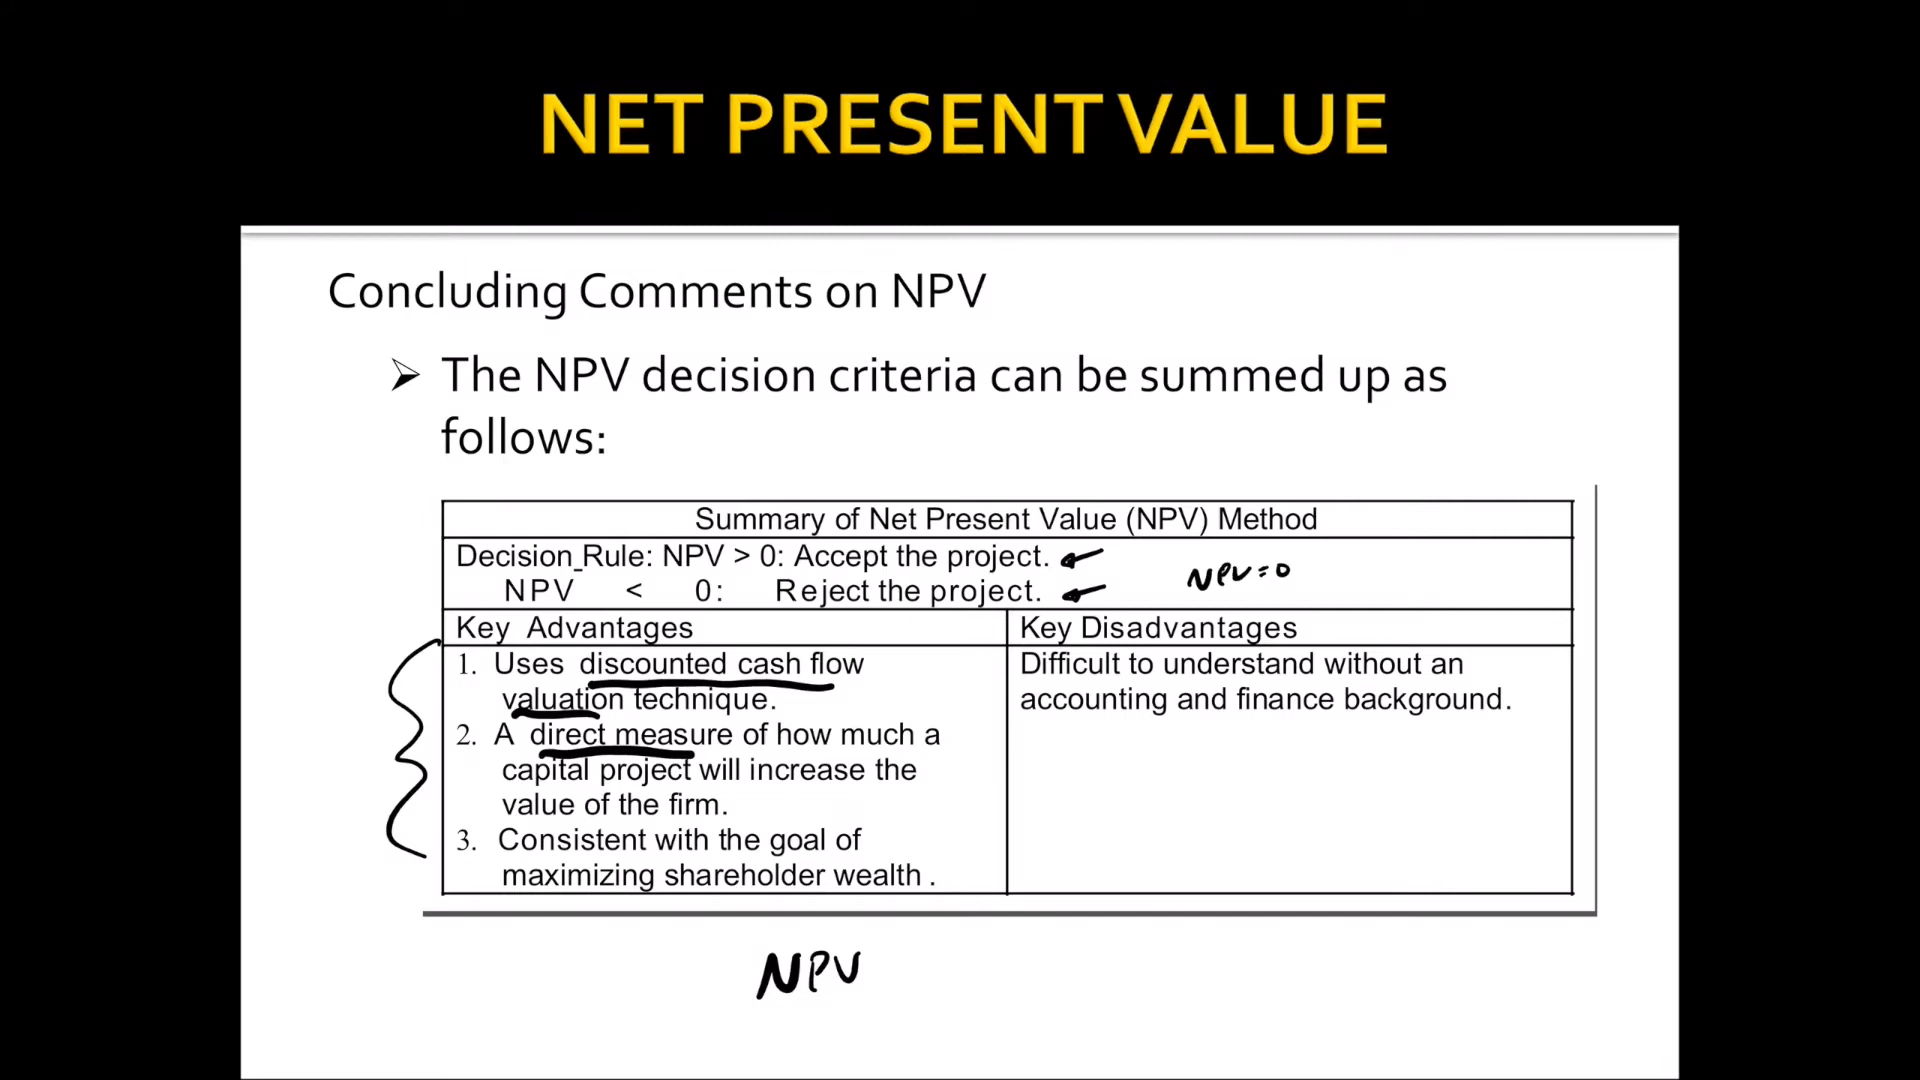 NET PRESENT VALUE
Concluding Comments on NPV
➢ The NPV decision criteria can be summed up as
follows:
Summary of Net Present Value (NPV) Method
Decision Rule: NPV > 0: Accept the project.
NPV < 0: Reject the project.
NPV=0
Key Advantages
1. Uses discounted cash flow
valuation technique.
2. A direct measure of how much a
capital project will increase the
value of the firm.
3. Consistent with the goal of
maximizing shareholder wealth .
Key Disadvantages
Difficult to understand without an
accounting and finance background.
NPV